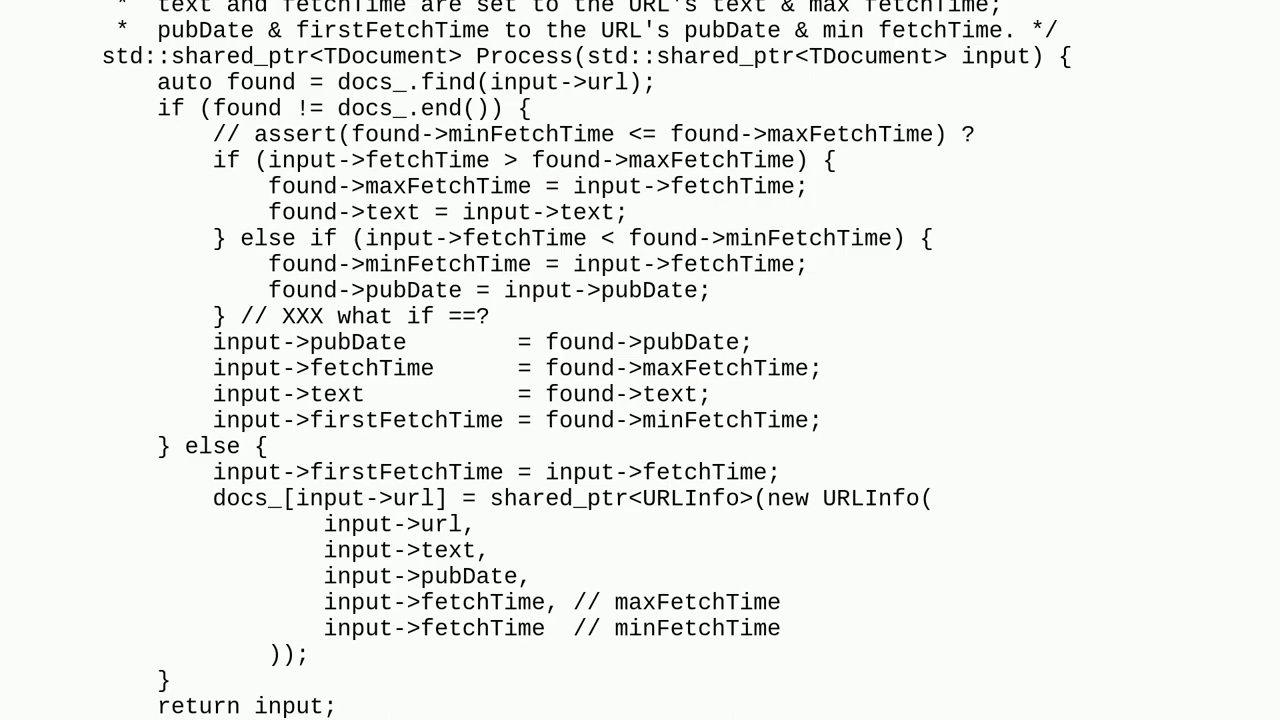 *  text and fetchTime are set to the URL's text & max fetchTime;
 *  pubDate & firstFetchTime to the URL's pubDate & min fetchTime. */
std::shared_ptr<TDocument> Process(std::shared_ptr<TDocument> input) {
    auto found = docs_.find(input->url);
    if (found != docs_.end()) {
        // assert(found->minFetchTime <= found->maxFetchTime) ?
        if (input->fetchTime > found->maxFetchTime) {
            found->maxFetchTime = input->fetchTime;
            found->text = input->text;
        } else if (input->fetchTime < found->minFetchTime) {
            found->minFetchTime = input->fetchTime;
            found->pubDate = input->pubDate;
        } // XXX what if ==?
        input->pubDate        = found->pubDate;
        input->fetchTime      = found->maxFetchTime;
        input->text           = found->text;
        input->firstFetchTime = found->minFetchTime;
    } else {
        input->firstFetchTime = input->fetchTime;
        docs_[input->url] = shared_ptr<URLInfo>(new URLInfo(
                input->url,
                input->text,
                input->pubDate,
                input->fetchTime, // maxFetchTime
                input->fetchTime  // minFetchTime
            ));
    }
    return input;